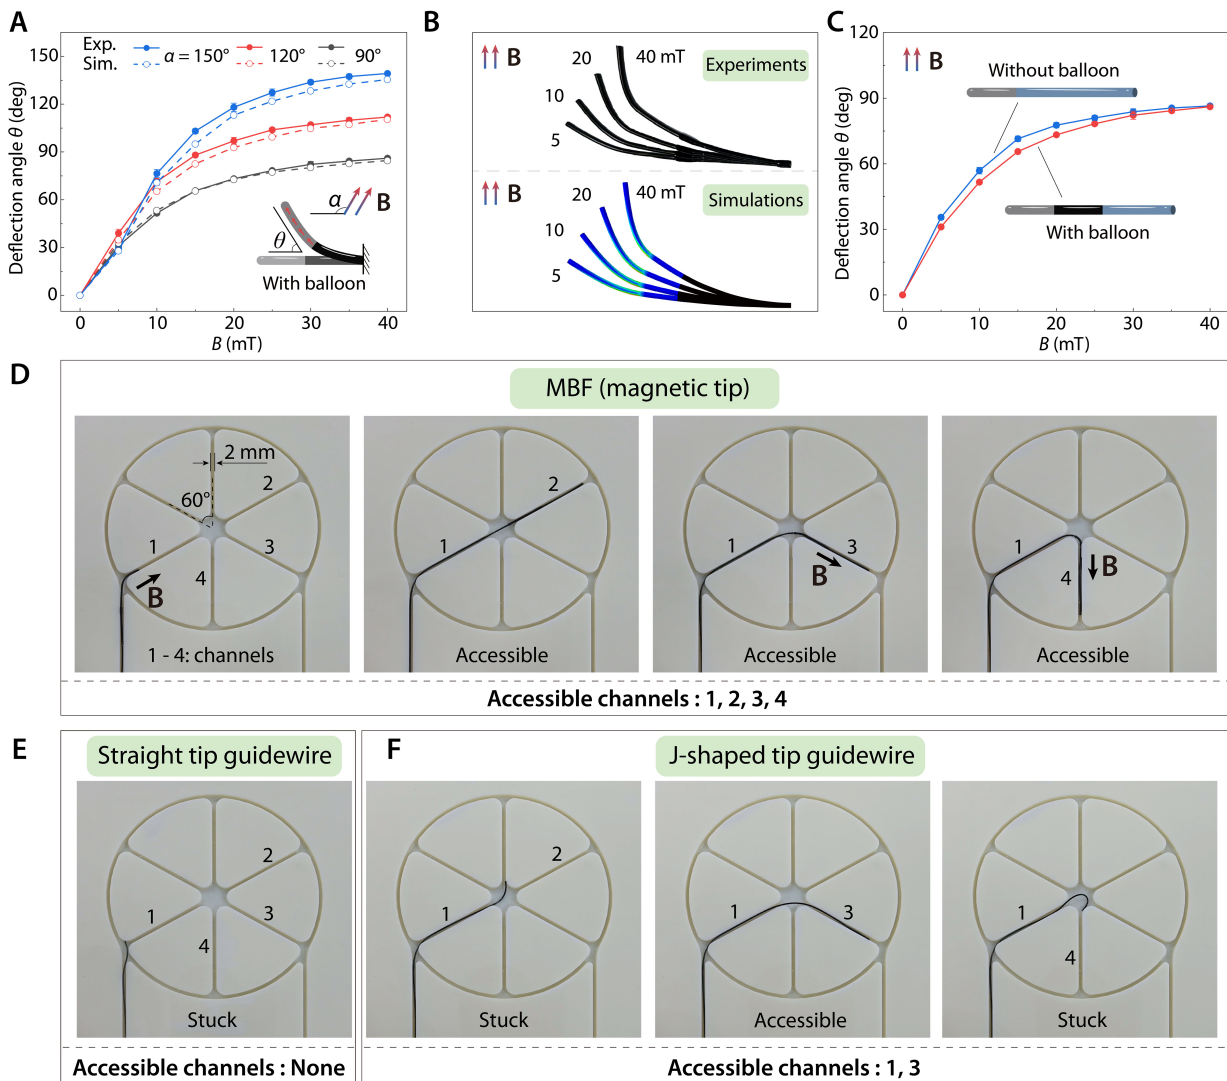 A
Deflection angle θ (deg)
150
120
90
60
30
0
Exp.
Sim.
α = 150° 120° 90°
α
B
θ
With balloon
0 10 20 30 40
B (mT)
B
B
20
40 mT
Experiments
10
5
B
20
40 mT
Simulations
10
5
C
Deflection angle θ (deg)
120
90
60
30
0
B
Without balloon
With balloon
0 10 20 30 40
B (mT)
D
MBF (magnetic tip)
2 mm
60°
1
2
3
4
B
1 - 4: channels
1
2
Accessible
1
3
B
Accessible
1
4
B
Accessible
Accessible channels : 1, 2, 3, 4
E
Straight tip guidewire
1
2
3
4
Stuck
Accessible channels : None
F
J-shaped tip guidewire
1
2
Stuck
1
3
Accessible
1
4
Stuck
Accessible channels : 1, 3